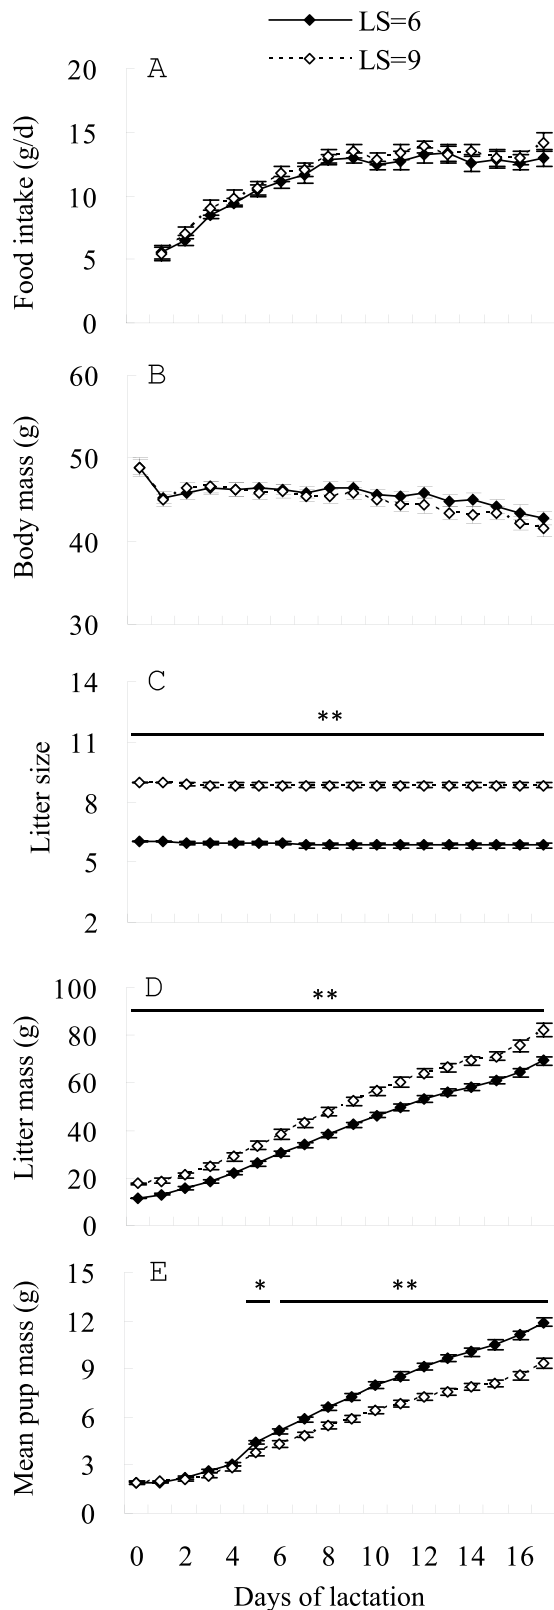 LS=6
LS=9
A
20
15
10
5
0
Food intake (g/d)
B
60
50
40
30
Body mass (g)
C
14
11
8
5
2
Litter size
**
D
100
80
60
40
20
0
Litter mass (g)
**
E
15
12
9
6
3
0
Mean pup mass (g)
* **
0 2 4 6 8 10 12 14 16
Days of lactation